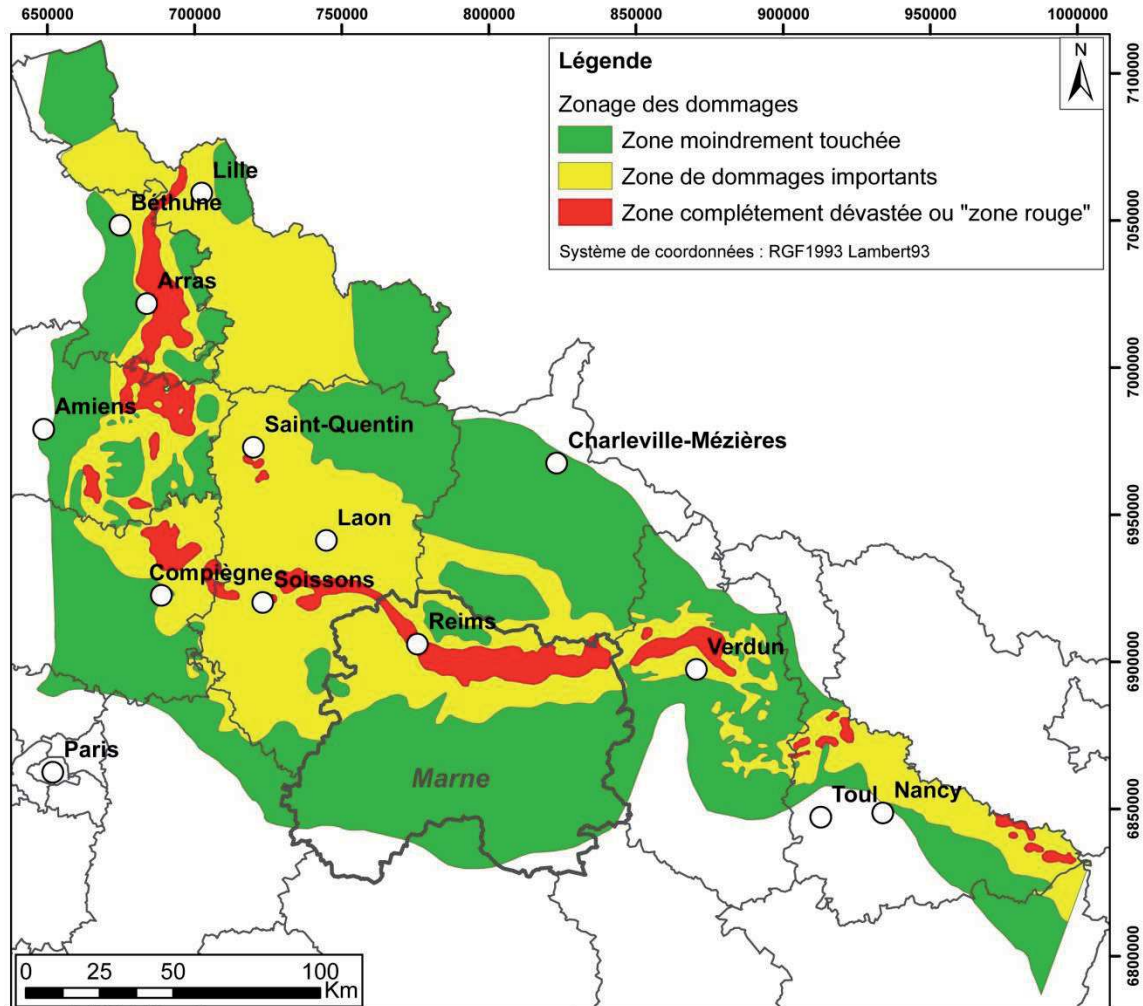 650000 700000 750000 800000 850000 900000 950000 1000000
N
Légende
Zonage des dommages
Zone moindrement touchée
Zone de dommages importants
Zone complétement dévastée ou "zone rouge"
Système de coordonnées : RGF1993 Lambert93
7100000
7050000
7000000
6950000
6900000
6850000
6800000
Lille
Béthune
Arras
Amiens
Saint-Quentin
Charleville-Mézières
Laon
Compiègne
Soissons
Reims
Verdun
Paris
Marne
Toul
Nancy
0 25 50 100
Km